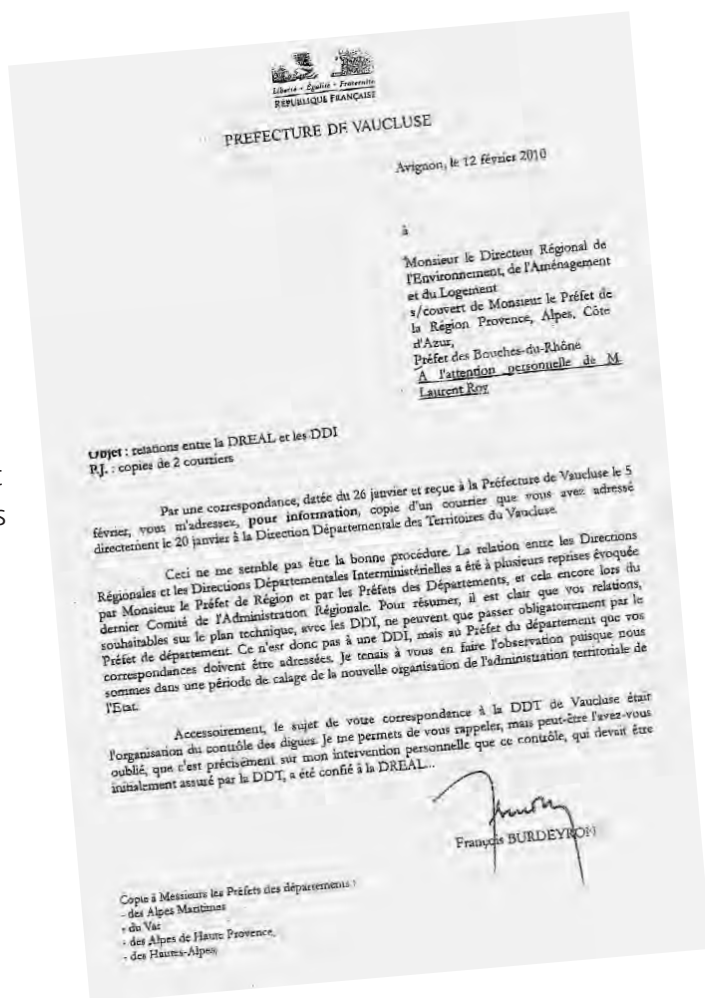 Liberté • Égalité • Fraternité
RÉPUBLIQUE FRANÇAISE
PREFECTURE DE VAUCLUSE
Avignon, le 12 février 2010
à
Monsieur le Directeur Régional de
l'Environnement, de l'Aménagement
et du Logement
s/couvert de Monsieur le Préfet de
la Région Provence, Alpes, Côte
d'Azur,
Préfet des Bouches-du-Rhône
A l'attention personnelle de M.
Laurent Roy
Objet : relations entre la DREAL et les DDI
P.J. : copies de 2 courriers
S
Par une correspondance, datée du 26 janvier et reçue à la Préfecture de Vaucluse le 5
février, vous m'adressez, pour information, copie d'un courrier que vous avez adressé
directement le 20 janvier à la Direction Départementale des Territoires du Vaucluse.
Ceci ne me semble pas être la bonne procédure. La relation entre les Directions
Régionales et les Directions Départementales Interministérielles a été à plusieurs reprises évoquée
par Monsieur le Préfet de Région et par les Préfets des Départements, et cela encore lors du
dernier Comité de l'Administration Régionale. Pour résumer, il est clair que vos relations,
souhaitables sur le plan technique, avec les DDI, ne peuvent que passer obligatoirement par le
Préfet de département. Ce n'est donc pas à une DDI, mais au Préfet du département que vos
correspondances doivent être adressées. Je tenais à vous en faire l'observation puisque nous
sommes dans une période de calage de la nouvelle organisation de l'administration territoriale de
l'Etat.
Accessoirement, le sujet de votre correspondance à la DDT de Vaucluse était
l'organisation du contrôle des digues. Je me permets de vous rappeler, mais peut-être l'avez-vous
oublié, que c'est précisément sur mon intervention personnelle que ce contrôle, qui devait être
initialement assuré par la DDT, a été confié à la DREAL...
François BURDEYRON
Copie à Messieurs les Préfets des départements :
- des Alpes Maritimes
- du Var
- des Alpes de Haute Provence,
- des Hautes-Alpes,